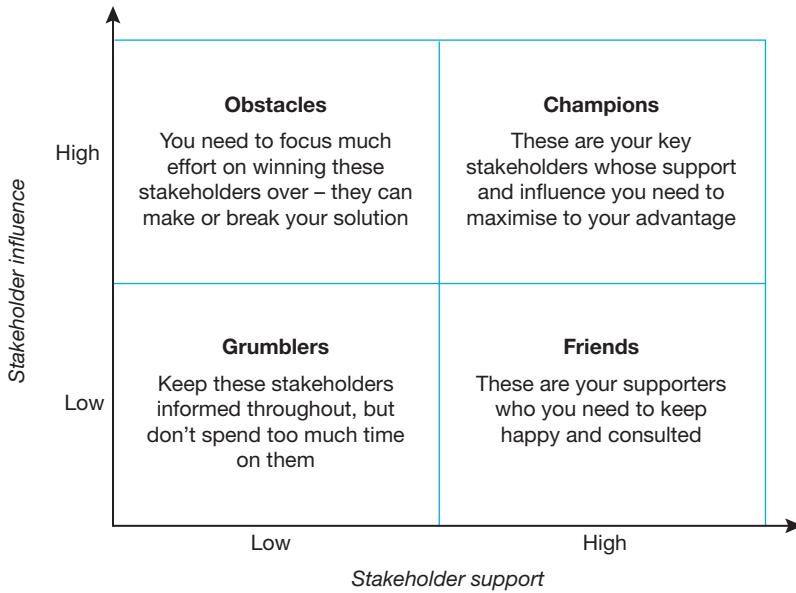 Stakeholder influence
High
Obstacles
You need to focus much
effort on winning these
stakeholders over – they can
make or break your solution
Champions
These are your key
stakeholders whose support
and influence you need to
maximise to your advantage
Low
Grumblers
Keep these stakeholders
informed throughout, but
don’t spend too much time
on them
Friends
These are your supporters
who you need to keep
happy and consulted
Low
High
Stakeholder support